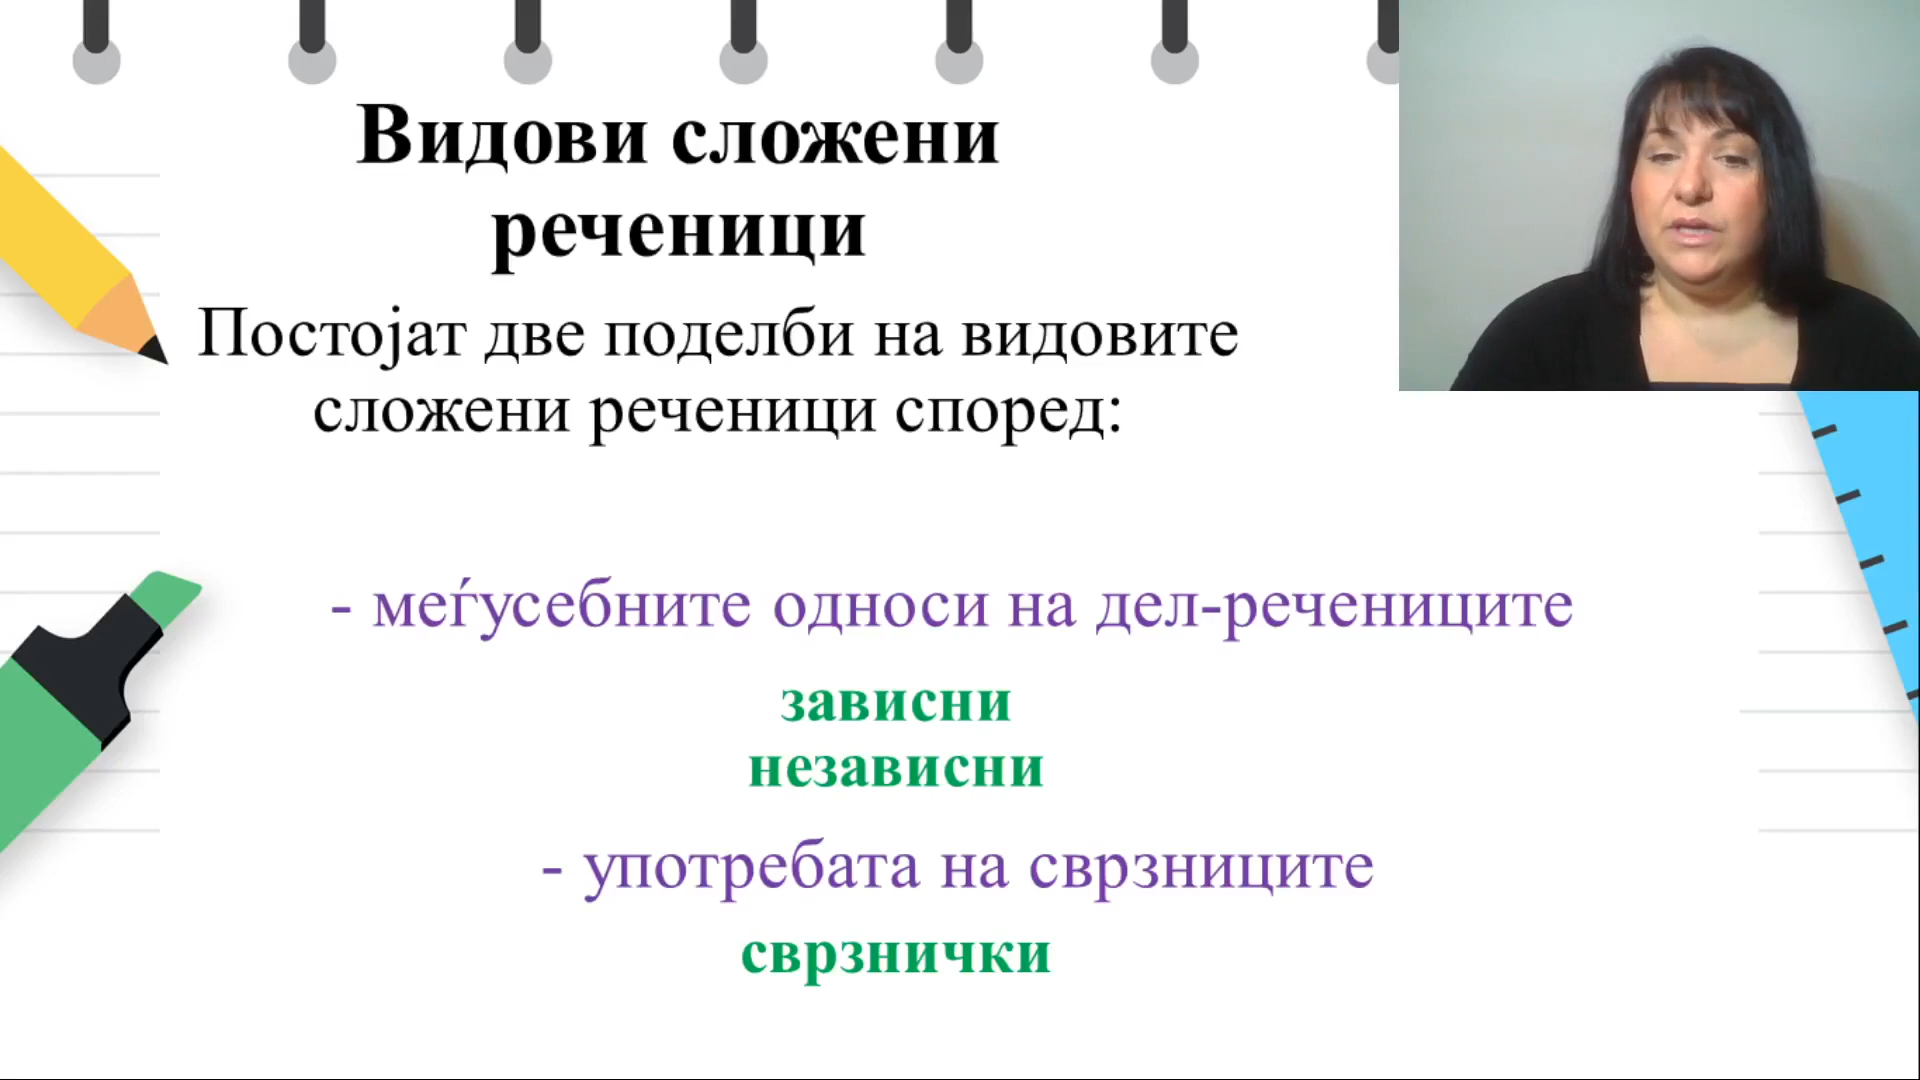 Видови сложени
реченици
Постојат две поделби на видовите
сложени реченици според:
- меѓусебните односи на дел-речениците
зависни
независни
- употребата на сврзниците
сврзнички